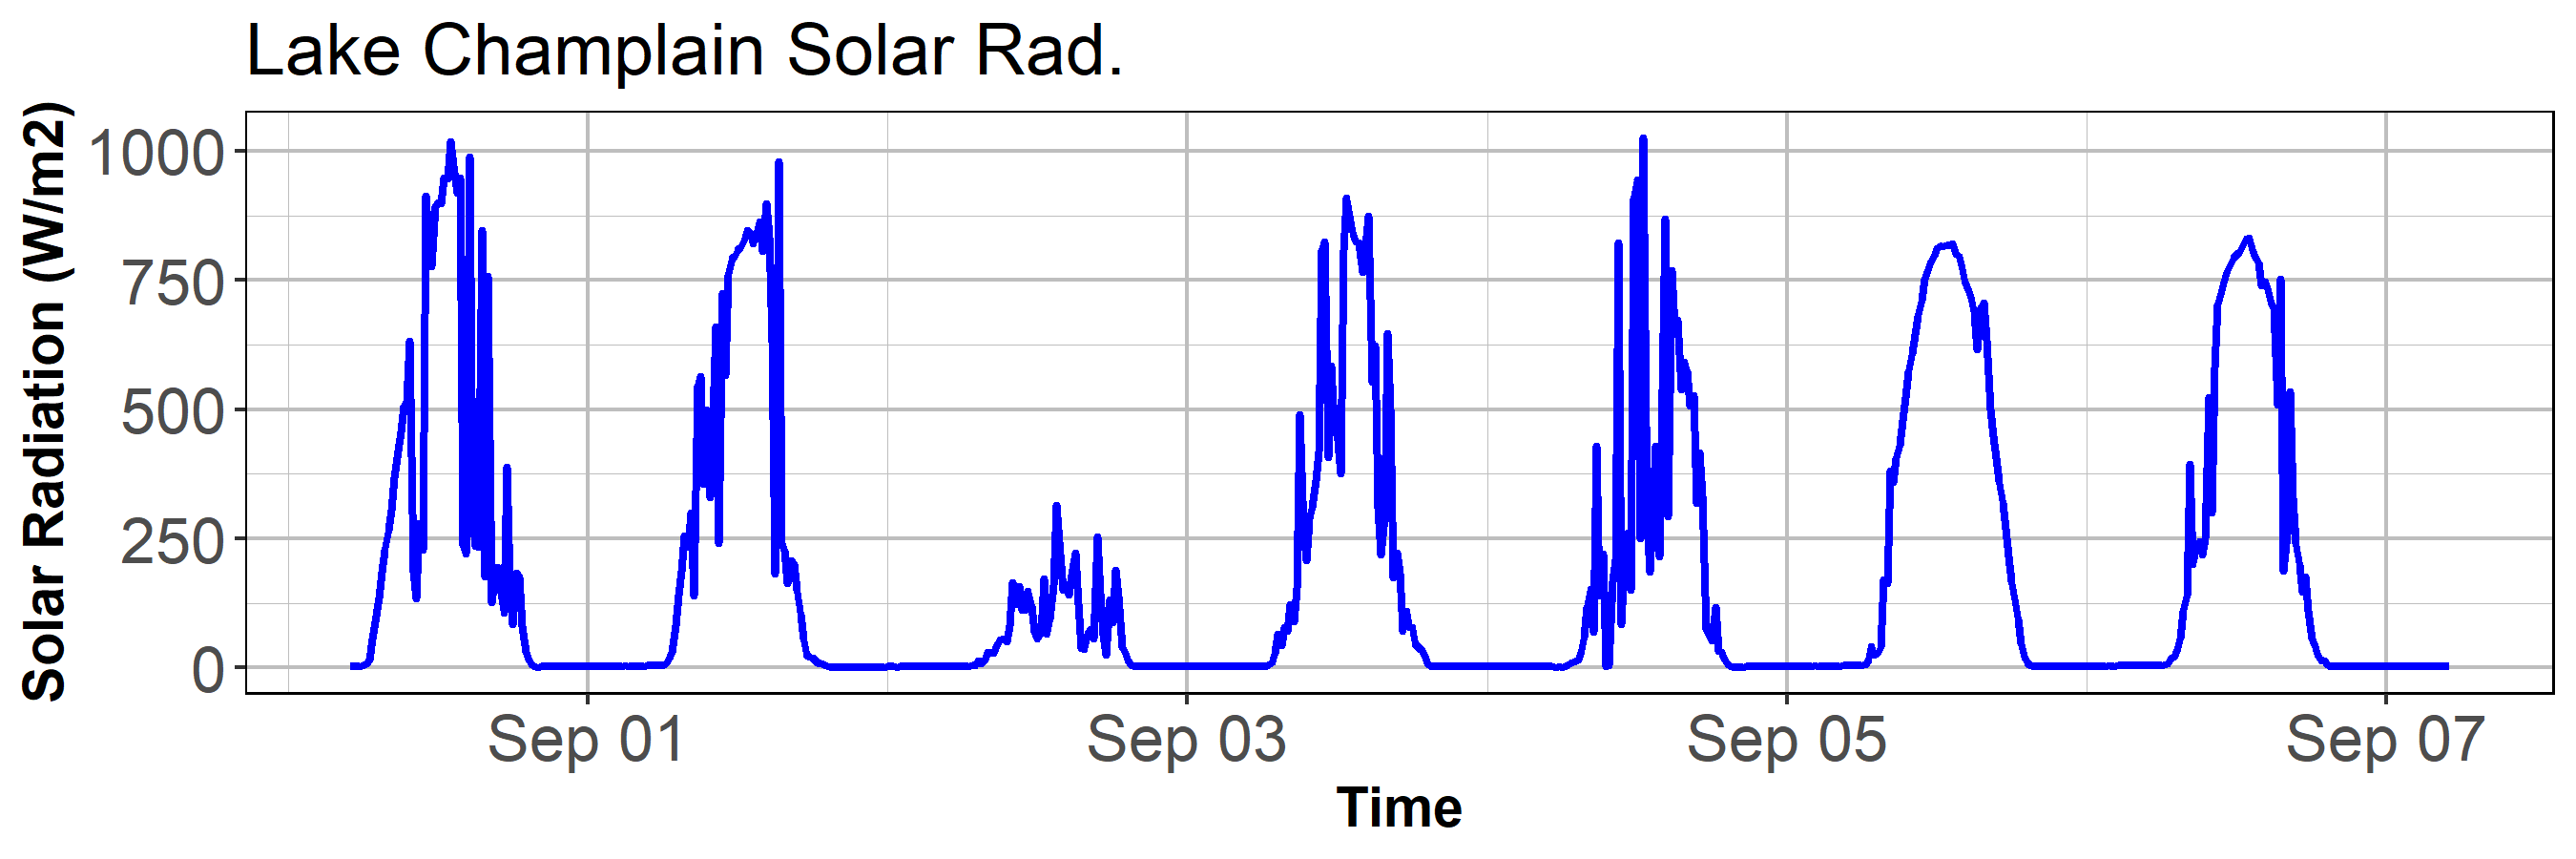 Lake Champlain Solar Rad.
Solar Radiation (W/m2)
1000
750
500
250
0
Sep 01 Sep 03 Sep 05 Sep 07
Time